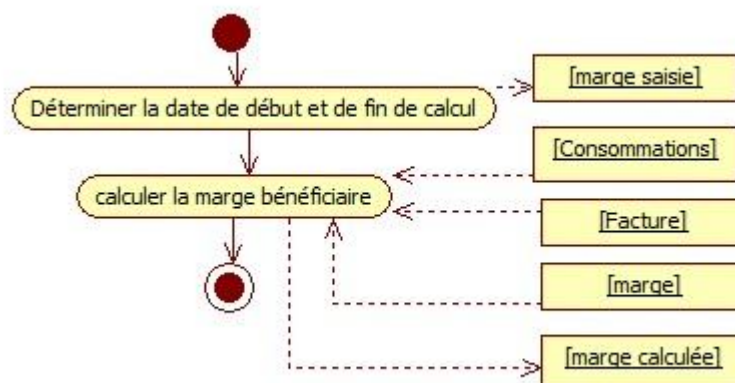 [marge saisie]
Déterminer la date de début et de fin de calcul
[Consommations]
calculer la marge bénéficiaire
[Facture]
[marge]
[marge calculée]